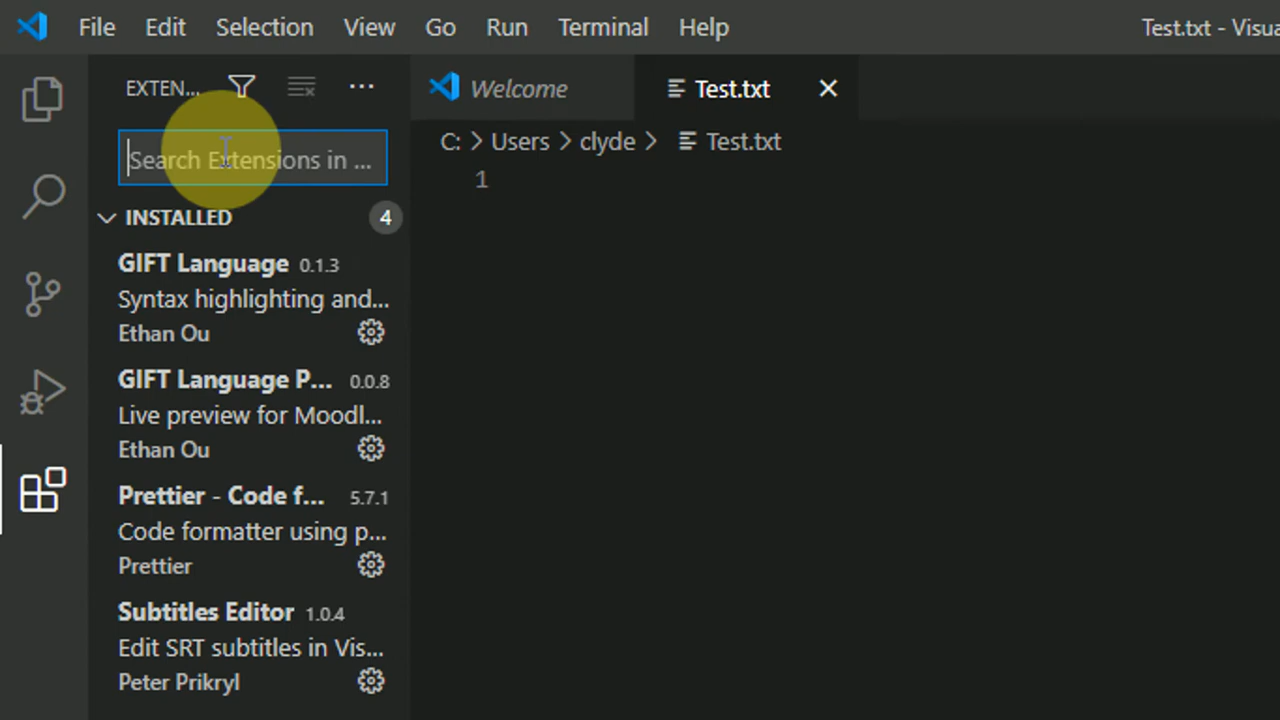 File Edit Selection View Go Run Terminal Help Test.txt - Visua
EXTEN...
Welcome
Test.txt
C: > Users > clyde > Test.txt
Search Extensions in ...
1
INSTALLED 4
GIFT Language 0.1.3
Syntax highlighting and...
Ethan Ou
GIFT Language P... 0.0.8
Live preview for Moodl...
Ethan Ou
Prettier - Code f... 5.7.1
Code formatter using p...
Prettier
Subtitles Editor 1.0.4
Edit SRT subtitles in Vis...
Peter Prikryl